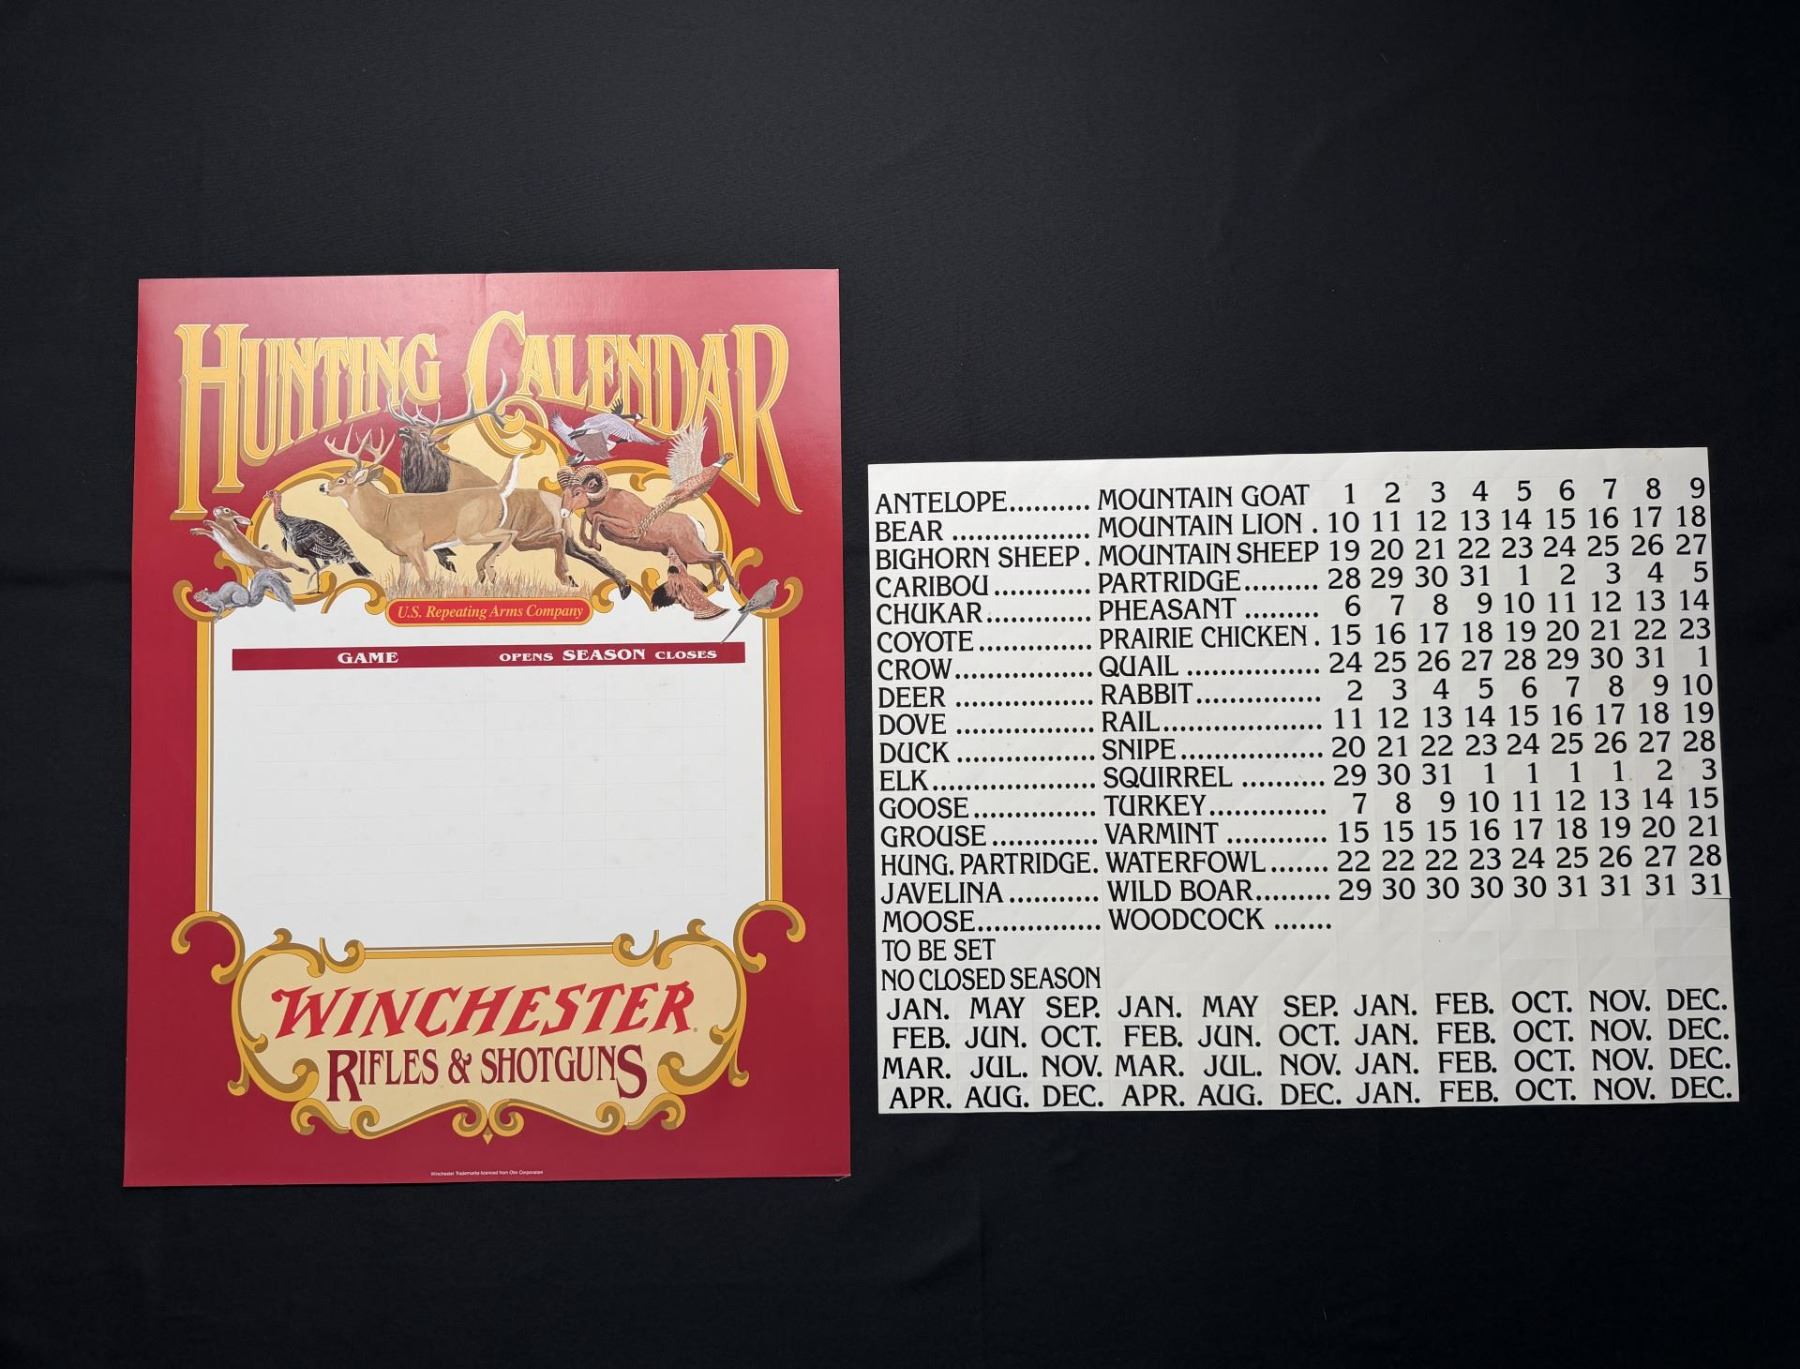 HUNTING CALENDAR
U.S. Repeating Arms Company
GAME OPENS SEASON CLOSES
WINCHESTER®
RIFLES & SHOTGUNS
Winchester Trademarks licensed from Olin Corporation
ANTELOPE.......... MOUNTAIN GOAT 1 2 3 4 5 6 7 8 9
BEAR ................. MOUNTAIN LION . 10 11 12 13 14 15 16 17 18
BIGHORN SHEEP. MOUNTAIN SHEEP 19 20 21 22 23 24 25 26 27
CARIBOU ............ PARTRIDGE......... 28 29 30 31 1 2 3 4 5
CHUKAR............. PHEASANT ......... 6 7 8 9 10 11 12 13 14
COYOTE .............. PRAIRIE CHICKEN . 15 16 17 18 19 20 21 22 23
CROW................. QUAIL ................ 24 25 26 27 28 29 30 31 1
DEER ................. RABBIT............... 2 3 4 5 6 7 8 9 10
DOVE ................. RAIL.................... 11 12 13 14 15 16 17 18 19
DUCK ................. SNIPE.................. 20 21 22 23 24 25 26 27 28
ELK.................... SQUIRREL .......... 29 30 31 1 1 1 1 2 3
GOOSE............... TURKEY.............. 7 8 9 10 11 12 13 14 15
GROUSE ............. VARMINT ............ 15 15 15 16 17 18 19 20 21
HUNG. PARTRIDGE. WATERFOWL....... 22 22 22 23 24 25 26 27 28
JAVELINA ........... WILD BOAR......... 29 30 30 30 30 31 31 31 31
MOOSE............... WOODCOCK .......
TO BE SET
NO CLOSED SEASON
JAN. MAY SEP. JAN. MAY SEP. JAN. FEB. OCT. NOV. DEC.
FEB. JUN. OCT. FEB. JUN. OCT. JAN. FEB. OCT. NOV. DEC.
MAR. JUL. NOV. MAR. JUL. NOV. JAN. FEB. OCT. NOV. DEC.
APR. AUG. DEC. APR. AUG. DEC. JAN. FEB. OCT. NOV. DEC.